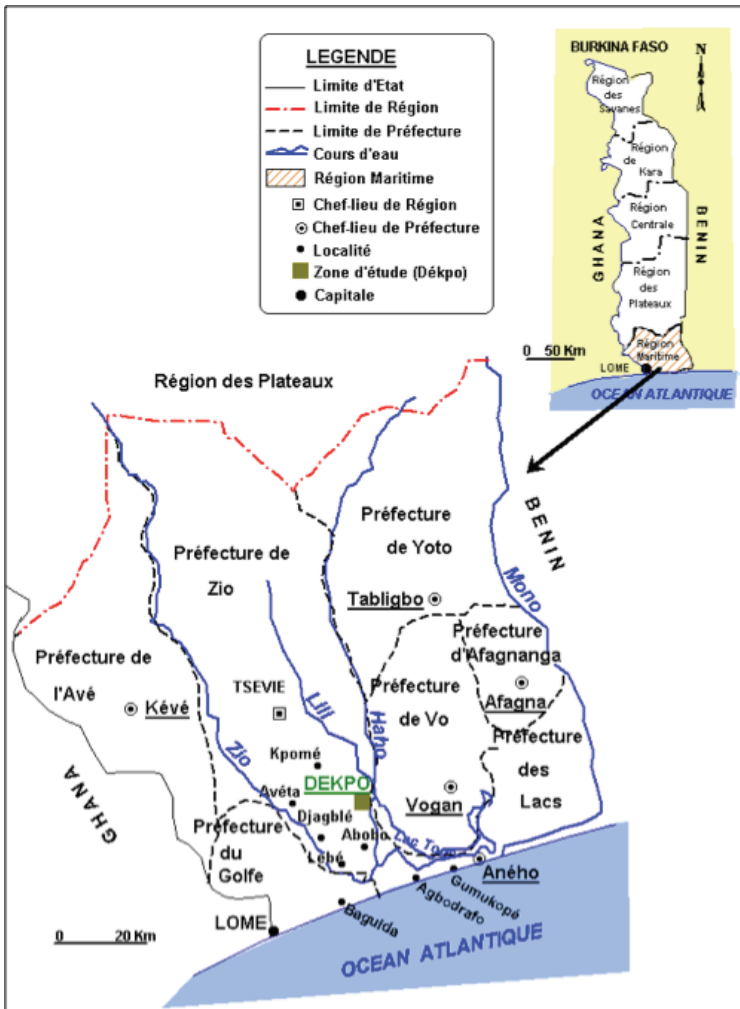 LEGENDE
Limite d'Etat
Limite de Région
Limite de Préfecture
Cours d'eau
Région Maritime
Chef-lieu de Région
Chef-lieu de Préfecture
Localité
Zone d'étude (Dékpo)
Capitale
BURKINA FASO
N
Région
des
Savanes
Région
de
Kara
Région
Centrale
Région
des
Plateaux
Région
Maritime
GHANA
BENIN
LOME
OCEAN ATLANTIQUE
0 50 Km
Région des Plateaux
BENIN
Mono
Préfecture
de Yoto
Préfecture de
Zio
Tabligbo
Préfecture
d'Afagnanga
Préfecture de
l'Avé
Kévé
TSEVIE
Lili
Haho
Préfecture
de Vo
Afagna
Préfecture
des
Lacs
Zio
Kpomé
DEKPO
Avéta
Vogan
GHANA
Djagblé
Abobo
Préfecture
du
Golfe
Lébé
Lac Togo
Aného
Gumukopé
Agbodrafo
Baguida
LOME
0 20 Km
OCEAN ATLANTIQUE